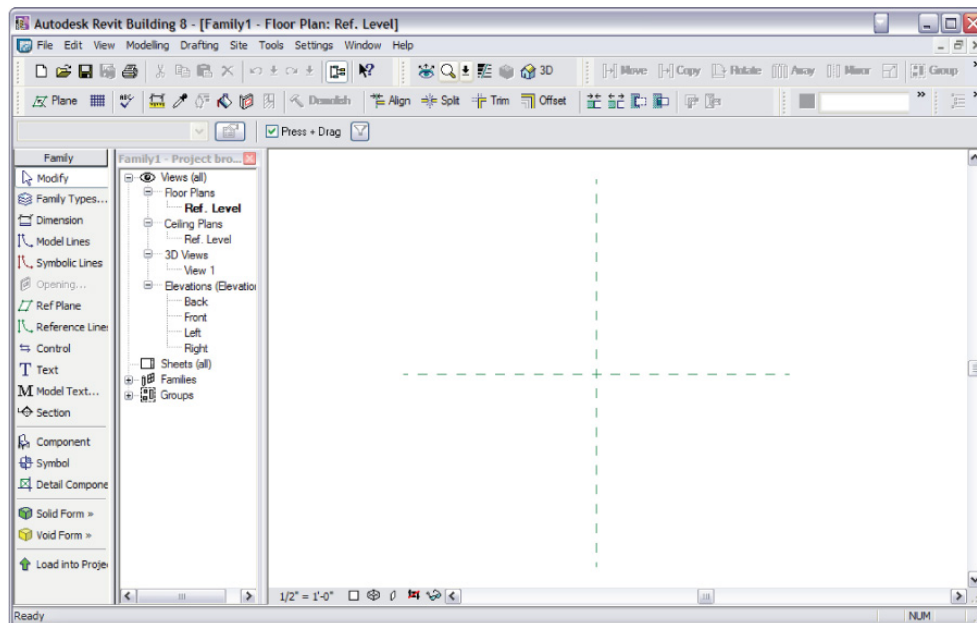 Autodesk Revit Building 8 - [Family1 - Floor Plan: Ref. Level]
File Edit View Modelling Drafting Site Tools Settings Window Help
3D Move Copy Rotate Array Mirror Group
Plane Demolish Align Split Trim Offset
Press + Drag
Family
Modify
Family Types...
Dimension
Model Lines
Symbolic Lines
Opening...
Ref Plane
Reference Line
Control
Text
Model Text...
Section
Component
Symbol
Detail Compone
Solid Form »
Void Form »
Load into Proje
Family1 - Project bro...
Views (all)
Floor Plans
Ref. Level
Ceiling Plans
Ref. Level
3D Views
View 1
Elevations (Elevation
Back
Front
Left
Right
Sheets (all)
Families
Groups
1/2" = 1'-0"
Ready NUM